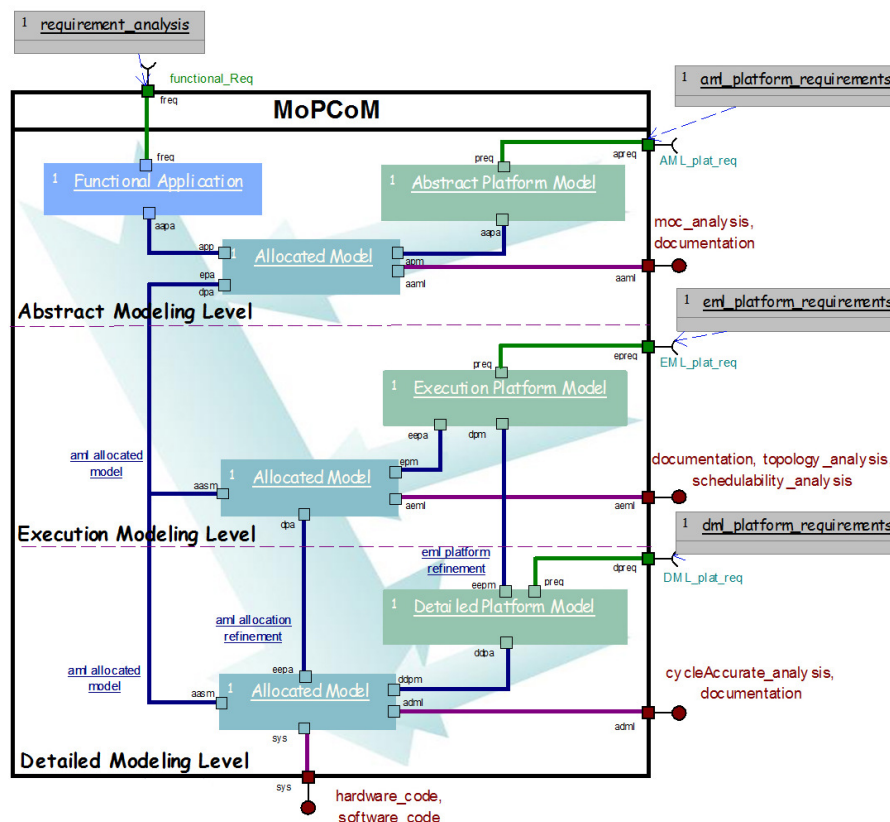 1 requirement_analysis
functional_Req
freq
MoPCoM
1 aml_platform_requirements
freq
preq
apreq
AML_plat_req
1 Functional Application
1 Abstract Platform Model
aapa
aapa
moc_analysis,
documentation
app
1 Allocated Model
apm
epa
aaml
aaml
dpa
Abstract Modeling Level
1 eml_platform_requirements
preq
epreq
EML_plat_req
1 Execution Platform Model
eepa
dpm
aml allocated
model
documentation, topology_analysis
schedulability_analysis
epm
1 Allocated Model
aasm
aeml
aeml
dpa
Execution Modeling Level
1 dml_platform_requirements
eml platform
refinement
preq
dpreq
DML_plat_req
eepm
1 Detailed Platform Model
aml allocation
refinement
ddpa
aml allocated
model
eepa
cycleAccurate_analysis,
documentation
ddpm
aasm
1 Allocated Model
adml
adml
sys
Detailed Modeling Level
sys
hardware_code,
software_code